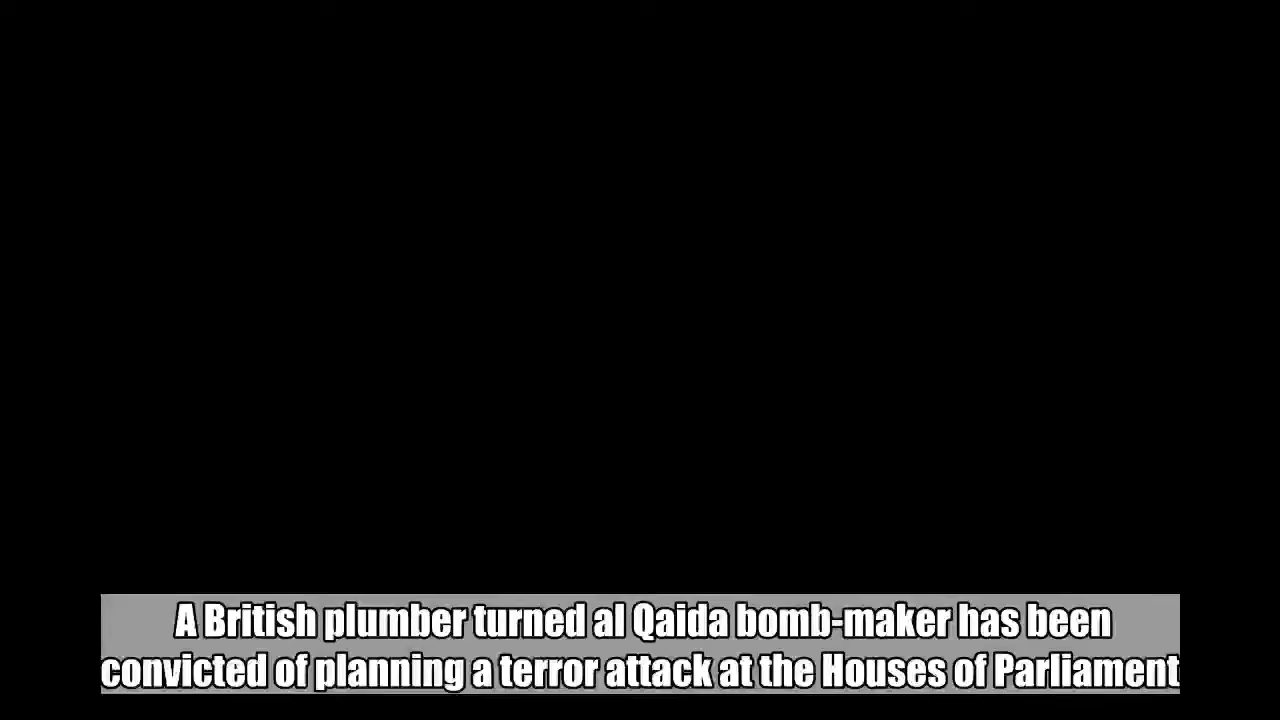 A British plumber turned al Qaida bomb-maker has been
convicted of planning a terror attack at the Houses of Parliament